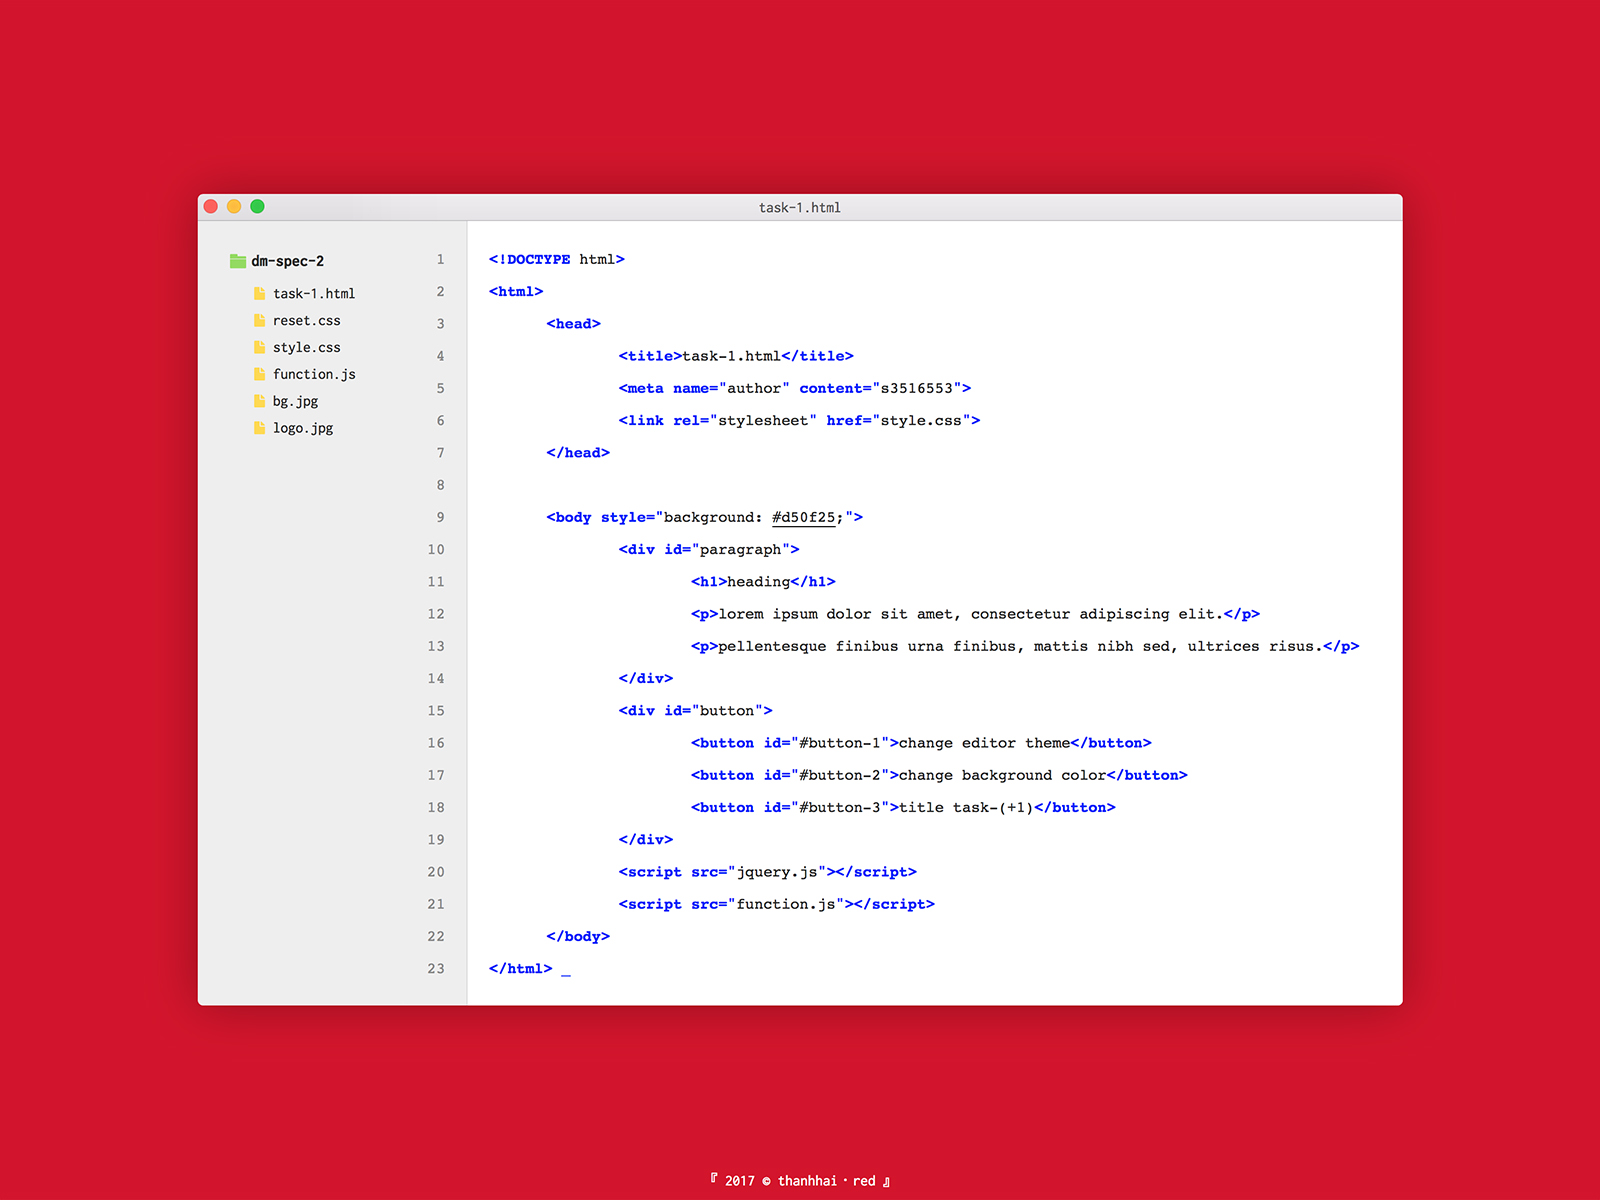 task-1.html
dm-spec-2
task-1.html
reset.css
style.css
function.js
bg.jpg
logo.jpg
1 <!DOCTYPE html>
2 <html>
3 <head>
4 <title>task-1.html</title>
5 <meta name="author" content="s3516553">
6 <link rel="stylesheet" href="style.css">
7 </head>
8
9 <body style="background: #d50f25;">
10 <div id="paragraph">
11 <h1>heading</h1>
12 <p>lorem ipsum dolor sit amet, consectetur adipiscing elit.</p>
13 <p>pellentesque finibus urna finibus, mattis nibh sed, ultrices risus.</p>
14 </div>
15 <div id="button">
16 <button id="#button-1">change editor theme</button>
17 <button id="#button-2">change background color</button>
18 <button id="#button-3">title task-(+1)</button>
19 </div>
20 <script src="jquery.js"></script>
21 <script src="function.js"></script>
22 </body>
23 </html> _
『 2017 © thanhhai・red 』